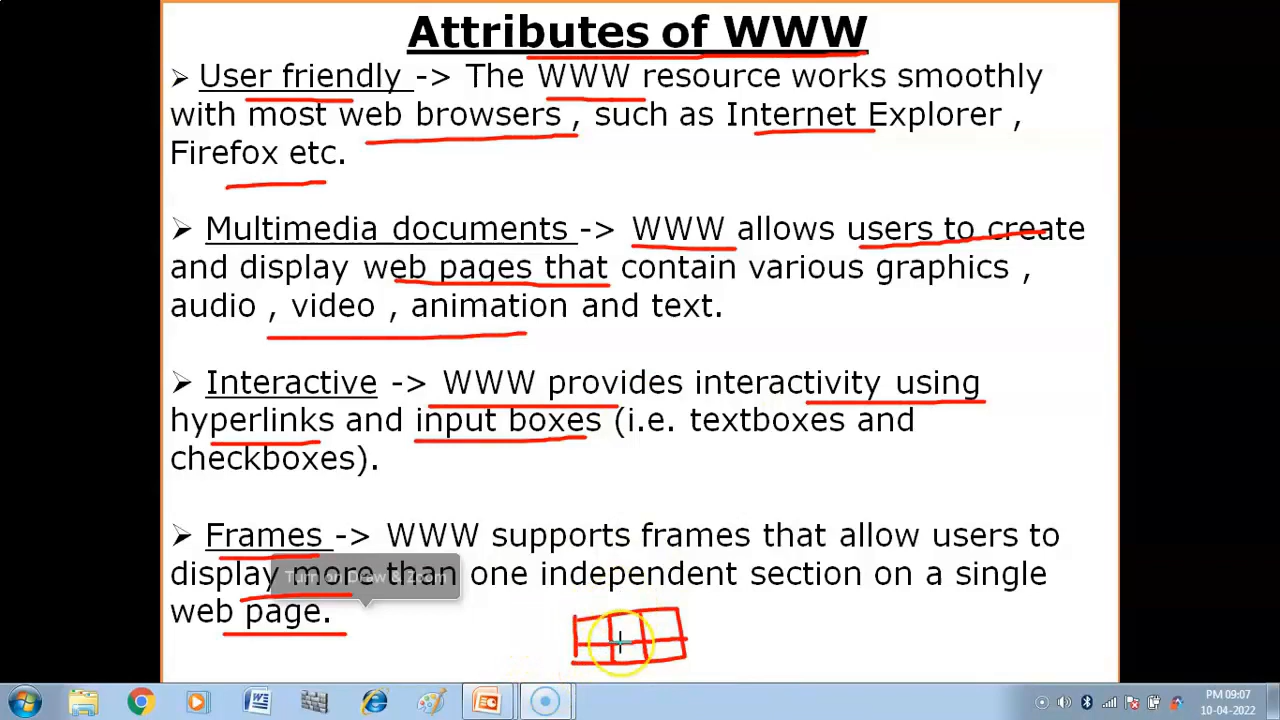 Attributes of WWW
➢ User friendly -> The WWW resource works smoothly
with most web browsers , such as Internet Explorer ,
Firefox etc.
➢ Multimedia documents -> WWW allows users to create
and display web pages that contain various graphics ,
audio , video , animation and text.
➢ Interactive -> WWW provides interactivity using
hyperlinks and input boxes (i.e. textboxes and
checkboxes).
➢ Frames -> WWW supports frames that allow users to
display more than one independent section on a single
Turn on Draw & Zoom
web page.
PM 09:07
10-04-2022